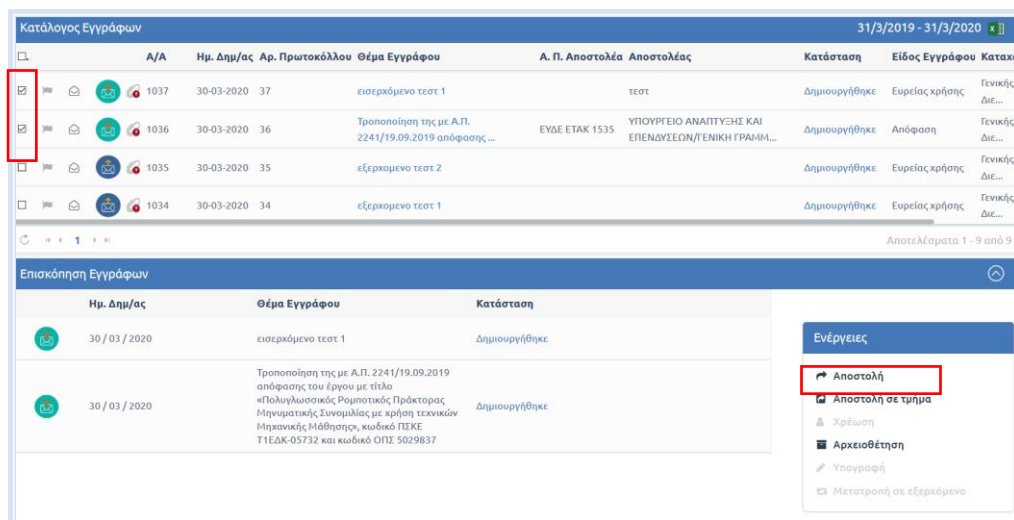 Κατάλογος Εγγράφων 31/3/2019 - 31/3/2020
Α/Α Ημ. Δημ/ας Αρ. Πρωτοκόλλου Θέμα Εγγράφου Α. Π. Αποστολέα Αποστολέας Κατάσταση Είδος Εγγράφου Καταχ
1037 30-03-2020 37 εισερχόμενο τεστ 1 τεστ Δημιουργήθηκε Ευρείας χρήσης Γενικής
Διε...
1036 30-03-2020 36 Τροποποίηση της με Α.Π. ΕΥΔΕ ΕΤΑΚ 1535 ΥΠΟΥΡΓΕΙΟ ΑΝΑΠΤΥΞΗΣ ΚΑΙ Δημιουργήθηκε Απόφαση Γενικής
2241/19.09.2019 απόφασης ... ΕΠΕΝΔΥΣΕΩΝ/ΓΕΝΙΚΗ ΓΡΑΜΜ... Διε...
1035 30-03-2020 35 εξερχομενο τεστ 2 Δημιουργήθηκε Ευρείας χρήσης Γενικής
Διε...
1034 30-03-2020 34 εξερχομενο τεστ 1 Δημιουργήθηκε Ευρείας χρήσης Γενικής
Διε...
1 Αποτελέσματα 1 - 9 από 9
Επισκόπηση Εγγράφων
Ημ. Δημ/ας Θέμα Εγγράφου Κατάσταση
30 / 03 / 2020 εισερχόμενο τεστ 1 Δημιουργήθηκε
30 / 03 / 2020 Τροποποίηση της με Α.Π. 2241/19.09.2019
απόφασης του έργου με τίτλο
«Πολυγλωσσικός Ρομποτικός Πράκτορας
Μηνυματικής Συνομιλίας με χρήση τεχνικών Δημιουργήθηκε
Μηχανικής Μάθησης», κωδικό ΠΣΚΕ
Τ1ΕΔΚ-05732 και κωδικό ΟΠΣ 5029837
Ενέργειες
Αποστολή
Αποστολή σε τμήμα
Χρέωση
Αρχειοθέτηση
Υπογραφή
Μετατροπή σε εξερχόμενο